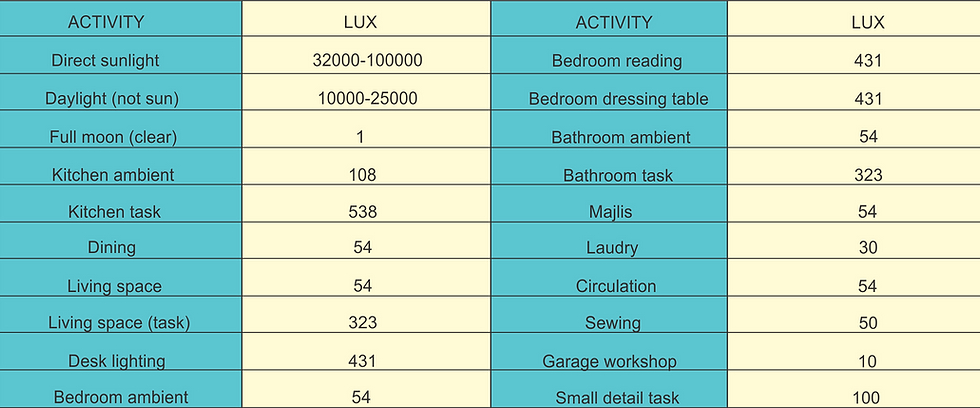 ACTIVITY LUX ACTIVITY LUX
Direct sunlight 32000-100000 Bedroom reading 431
Daylight (not sun) 10000-25000 Bedroom dressing table 431
Full moon (clear) 1 Bathroom ambient 54
Kitchen ambient 108 Bathroom task 323
Kitchen task 538 Majlis 54
Dining 54 Laudry 30
Living space 54 Circulation 54
Living space (task) 323 Sewing 50
Desk lighting 431 Garage workshop 10
Bedroom ambient 54 Small detail task 100